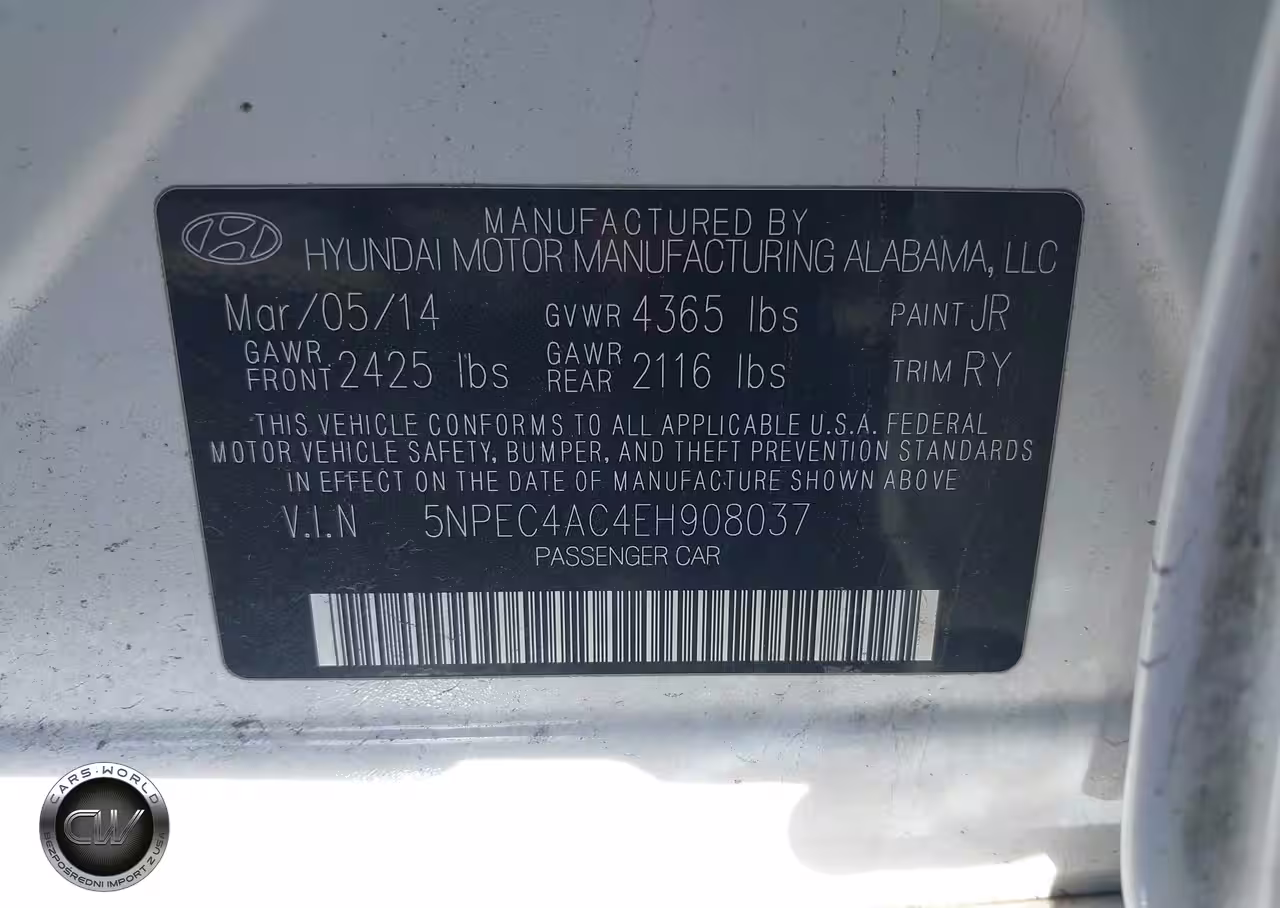 MANUFACTURED BY
HYUNDAI MOTOR MANUFACTURING ALABAMA, LLC
Mar/05/14 GVWR 4365 lbs PAINT JR
GAWR FRONT 2425 lbs GAWR REAR 2116 lbs TRIM RY
THIS VEHICLE CONFORMS TO ALL APPLICABLE U.S.A. FEDERAL
MOTOR VEHICLE SAFETY, BUMPER, AND THEFT PREVENTION STANDARDS
IN EFFECT ON THE DATE OF MANUFACTURE SHOWN ABOVE
V.I.N 5NPEC4AC4EH908037
PASSENGER CAR
CARS-WORLD
CW
BEZPOŚREDNI IMPORT Z USA